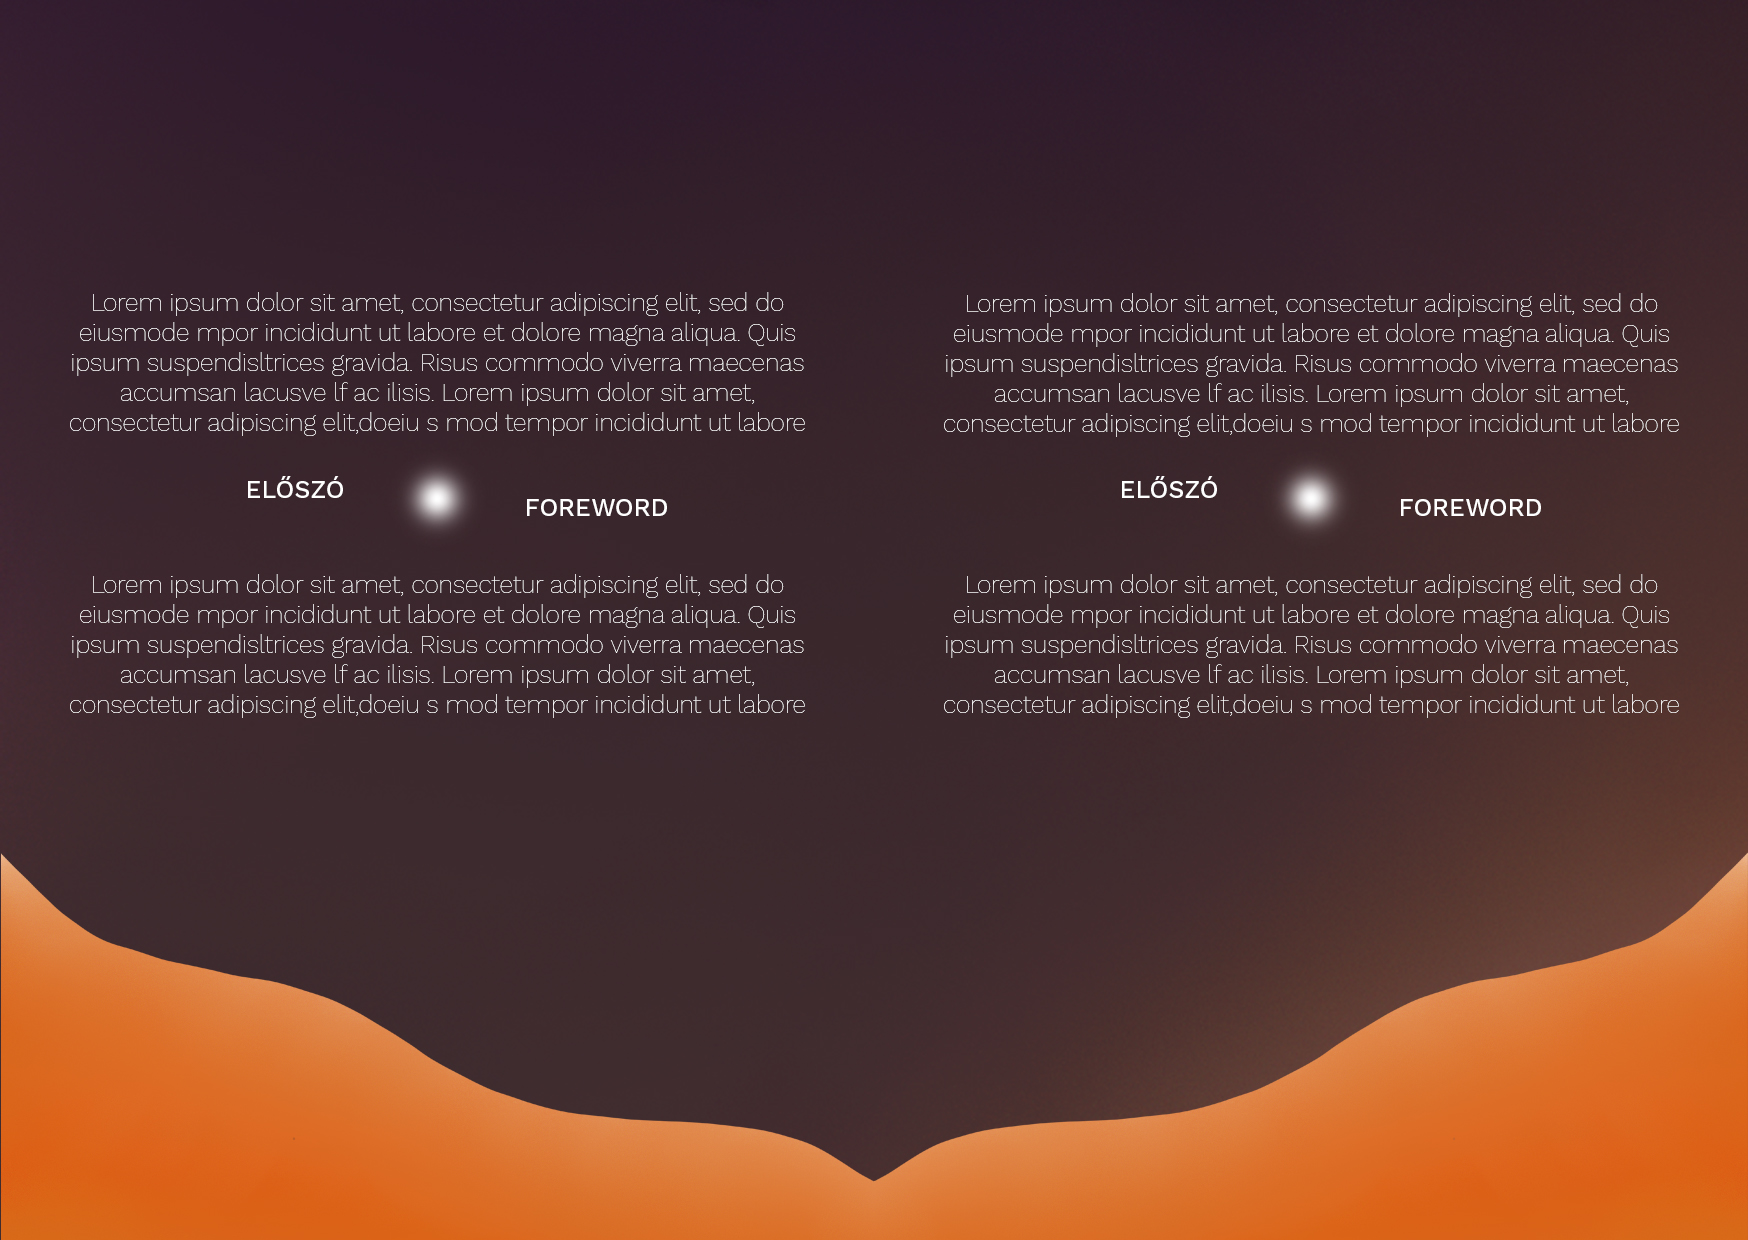 Lorem ipsum dolor sit amet, consectetur adipiscing elit, sed do
eiusmode mpor incididunt ut labore et dolore magna aliqua. Quis
ipsum suspendisltrices gravida. Risus commodo viverra maecenas
accumsan lacusve lf ac ilisis. Lorem ipsum dolor sit amet,
consectetur adipiscing elit,doeiu s mod tempor incididunt ut labore
ELŐSZÓ
FOREWORD
Lorem ipsum dolor sit amet, consectetur adipiscing elit, sed do
eiusmode mpor incididunt ut labore et dolore magna aliqua. Quis
ipsum suspendisltrices gravida. Risus commodo viverra maecenas
accumsan lacusve lf ac ilisis. Lorem ipsum dolor sit amet,
consectetur adipiscing elit,doeiu s mod tempor incididunt ut labore
Lorem ipsum dolor sit amet, consectetur adipiscing elit, sed do
eiusmode mpor incididunt ut labore et dolore magna aliqua. Quis
ipsum suspendisltrices gravida. Risus commodo viverra maecenas
accumsan lacusve lf ac ilisis. Lorem ipsum dolor sit amet,
consectetur adipiscing elit,doeiu s mod tempor incididunt ut labore
ELŐSZÓ
FOREWORD
Lorem ipsum dolor sit amet, consectetur adipiscing elit, sed do
eiusmode mpor incididunt ut labore et dolore magna aliqua. Quis
ipsum suspendisltrices gravida. Risus commodo viverra maecenas
accumsan lacusve lf ac ilisis. Lorem ipsum dolor sit amet,
consectetur adipiscing elit,doeiu s mod tempor incididunt ut labore